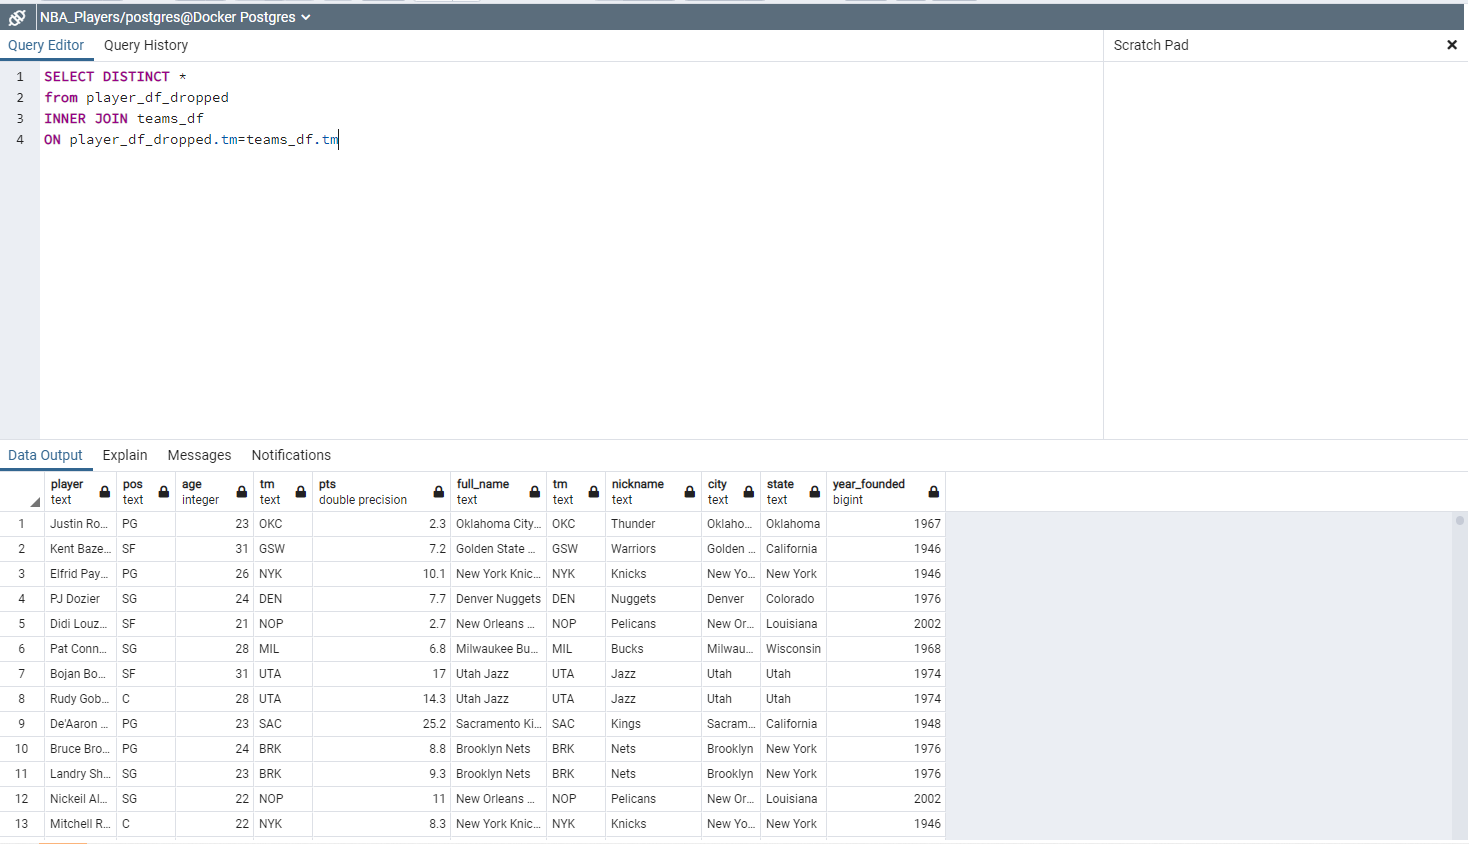 NBA_Players/postgres@Docker Postgres
Query Editor Query History Scratch Pad
1 SELECT DISTINCT *
2 from player_df_dropped
3 INNER JOIN teams_df
4 ON player_df_dropped.tm=teams_df.tm
Data Output Explain Messages Notifications
player pos age tm pts full_name tm nickname city state year_founded
text text integer text double precision text text text text text bigint
1 Justin Ro... PG 23 OKC 2.3 Oklahoma City... OKC Thunder Oklaho... Oklahoma 1967
2 Kent Baze... SF 31 GSW 7.2 Golden State ... GSW Warriors Golden ... California 1946
3 Elfrid Pay... PG 26 NYK 10.1 New York Knic... NYK Knicks New Yo... New York 1946
4 PJ Dozier SG 24 DEN 7.7 Denver Nuggets DEN Nuggets Denver Colorado 1976
5 Didi Louz... SF 21 NOP 2.7 New Orleans ... NOP Pelicans New Or... Louisiana 2002
6 Pat Conn... SG 28 MIL 6.8 Milwaukee Bu... MIL Bucks Milwau... Wisconsin 1968
7 Bojan Bo... SF 31 UTA 17 Utah Jazz UTA Jazz Utah Utah 1974
8 Rudy Gob... C 28 UTA 14.3 Utah Jazz UTA Jazz Utah Utah 1974
9 De'Aaron ... PG 23 SAC 25.2 Sacramento Ki... SAC Kings Sacram... California 1948
10 Bruce Bro... PG 24 BRK 8.8 Brooklyn Nets BRK Nets Brooklyn New York 1976
11 Landry Sh... SG 23 BRK 9.3 Brooklyn Nets BRK Nets Brooklyn New York 1976
12 Nickeil Al... SG 22 NOP 11 New Orleans ... NOP Pelicans New Or... Louisiana 2002
13 Mitchell R... C 22 NYK 8.3 New York Knic... NYK Knicks New Yo... New York 1946